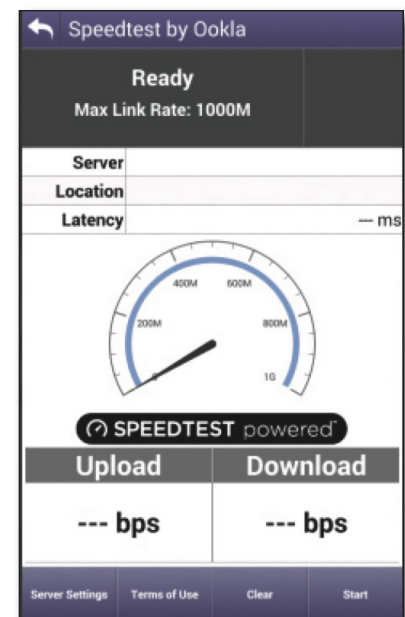 Speedtest by Ookla
Ready
Max Link Rate: 1000M
Server
Location
Latency --- ms
400M 600M
200M 800M
0 1G
SPEEDTEST powered
Upload Download
--- bps --- bps
Server Settings Terms of Use Clear Start